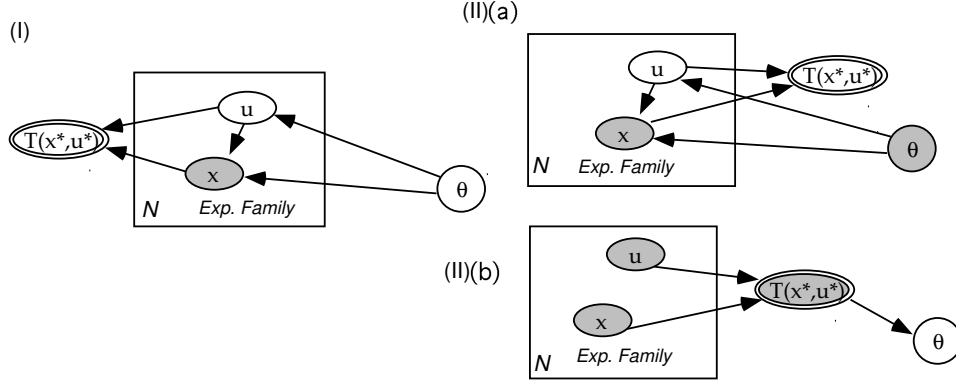 (I)
T(x*,u*)
u
x
θ
N Exp. Family
(II)(a)
u
T(x*,u*)
x
θ
N Exp. Family
(II)(b)
u
T(x*,u*)
x
θ
N Exp. Family